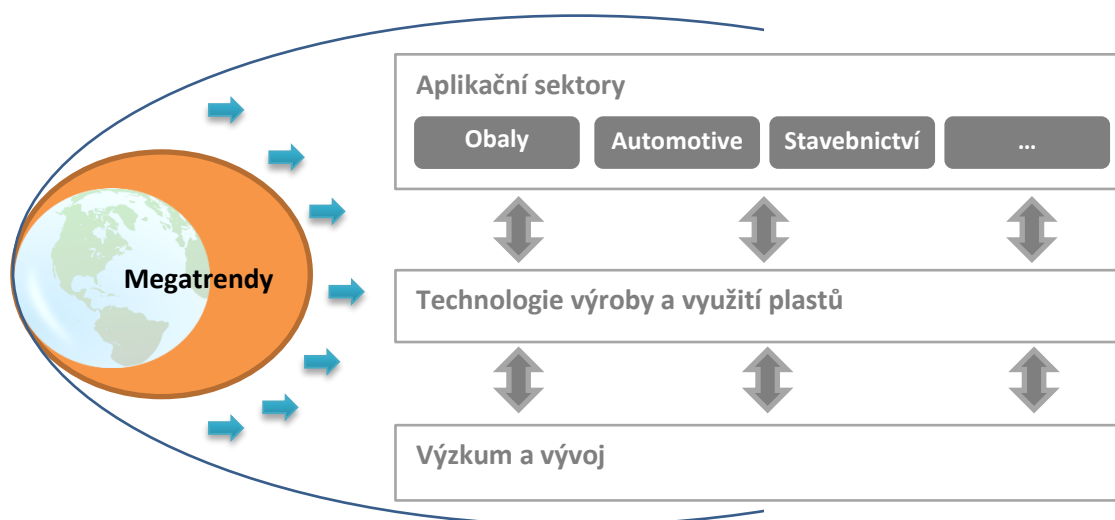 Aplikační sektory
Obaly
Automotive
Stavebnictví
...
Megatrendy
Technologie výroby a využití plastů
Výzkum a vývoj